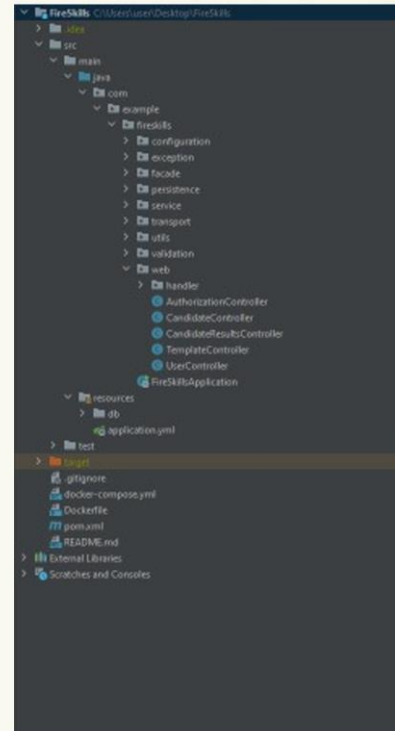 FireSkills C:\Users\user\Desktop\FireSkills
.idea
src
main
java
com
example
fireskills
configuration
exception
facade
persistence
service
transport
utils
validation
web
handler
AuthorizationController
CandidateController
CandidateResultsController
TemplateController
UserController
FireSkillsApplication
resources
db
application.yml
test
target
.gitignore
docker-compose.yml
Dockerfile
pom.xml
README.md
External Libraries
Scratches and Consoles